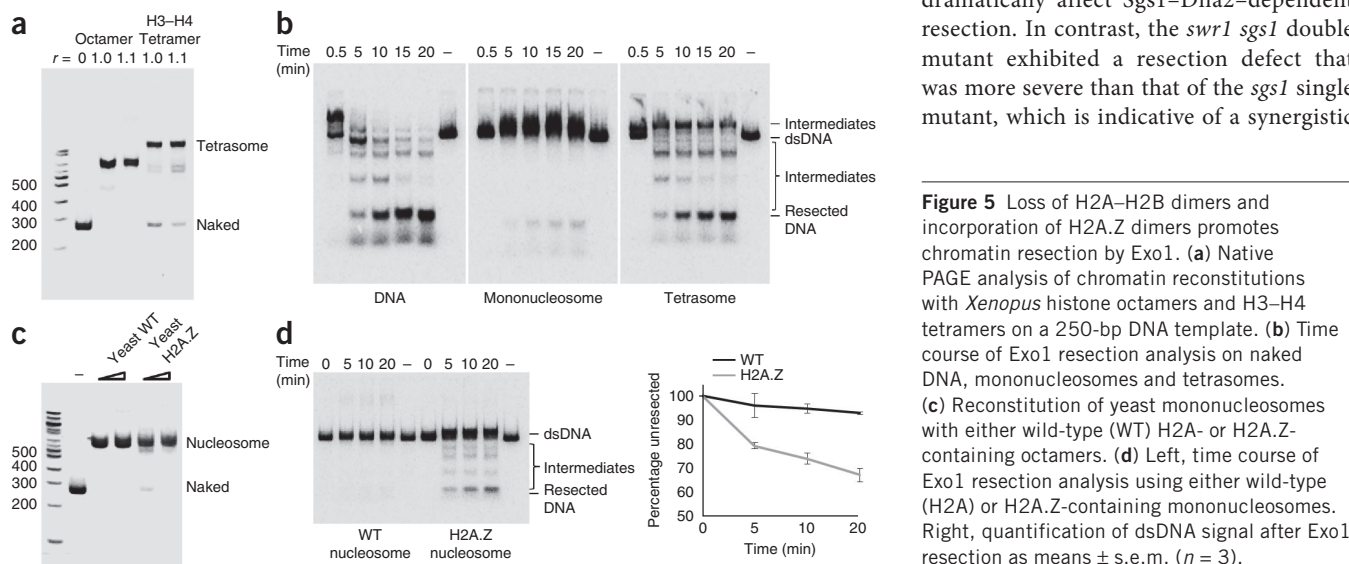 a
Octamer
H3–H4
Tetramer
r = 0 1.0 1.1 1.0 1.1
500
400
300
200
Tetrasome
Naked
b
Time
(min)
0.5 5 10 15 20 –
0.5 5 10 15 20 –
0.5 5 10 20 –
Intermediates
dsDNA
Intermediates
Resected
DNA
DNA
Mononucleosome
Tetrasome
c
–
Yeast WT
Yeast
H2A.Z
500
400
300
200
Nucleosome
Naked
d
Time
(min)
0 5 10 20 – 0 5 10 20 –
dsDNA
Intermediates
Resected
DNA
WT
nucleosome
H2A.Z
nucleosome
WT
H2A.Z
Percentage unresected
100
90
80
70
60
50
0 5 10 20
Time (min)
dramatically affect Sgs1–Dna2–dependent
resection. In contrast, the swr1 sgs1 double
mutant exhibited a resection defect that
was more severe than that of the sgs1 single
mutant, which is indicative of a synergistic
Figure 5 Loss of H2A–H2B dimers and
incorporation of H2A.Z dimers promotes
chromatin resection by Exo1. (a) Native
PAGE analysis of chromatin reconstitutions
with Xenopus histone octamers and H3–H4
tetramers on a 250-bp DNA template. (b) Time
course of Exo1 resection analysis on naked
DNA, mononucleosomes and tetrasomes.
(c) Reconstitution of yeast mononucleosomes
with either wild-type (WT) H2A- or H2A.Z-
containing octamers. (d) Left, time course of
Exo1 resection analysis using either wild-type
(H2A) or H2A.Z-containing mononucleosomes.
Right, quantification of dsDNA signal after Exo1
resection as means ± s.e.m. (n = 3).